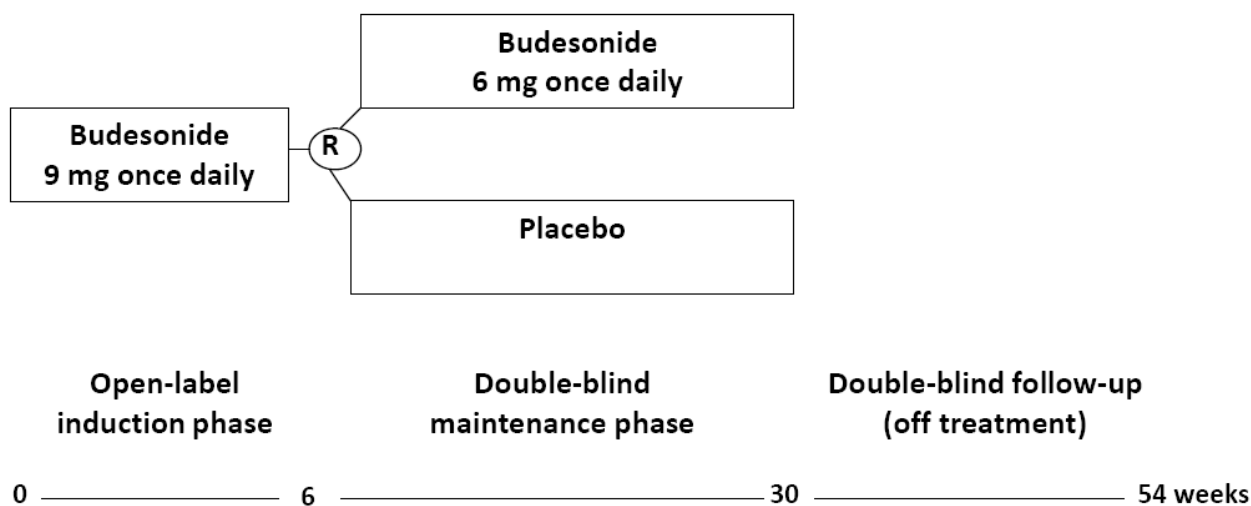 Budesonide
6 mg once daily
Budesonide
9 mg once daily
R
Placebo
Open-label
induction phase
Double-blind
maintenance phase
Double-blind follow-up
(off treatment)
0
6
30
54 weeks